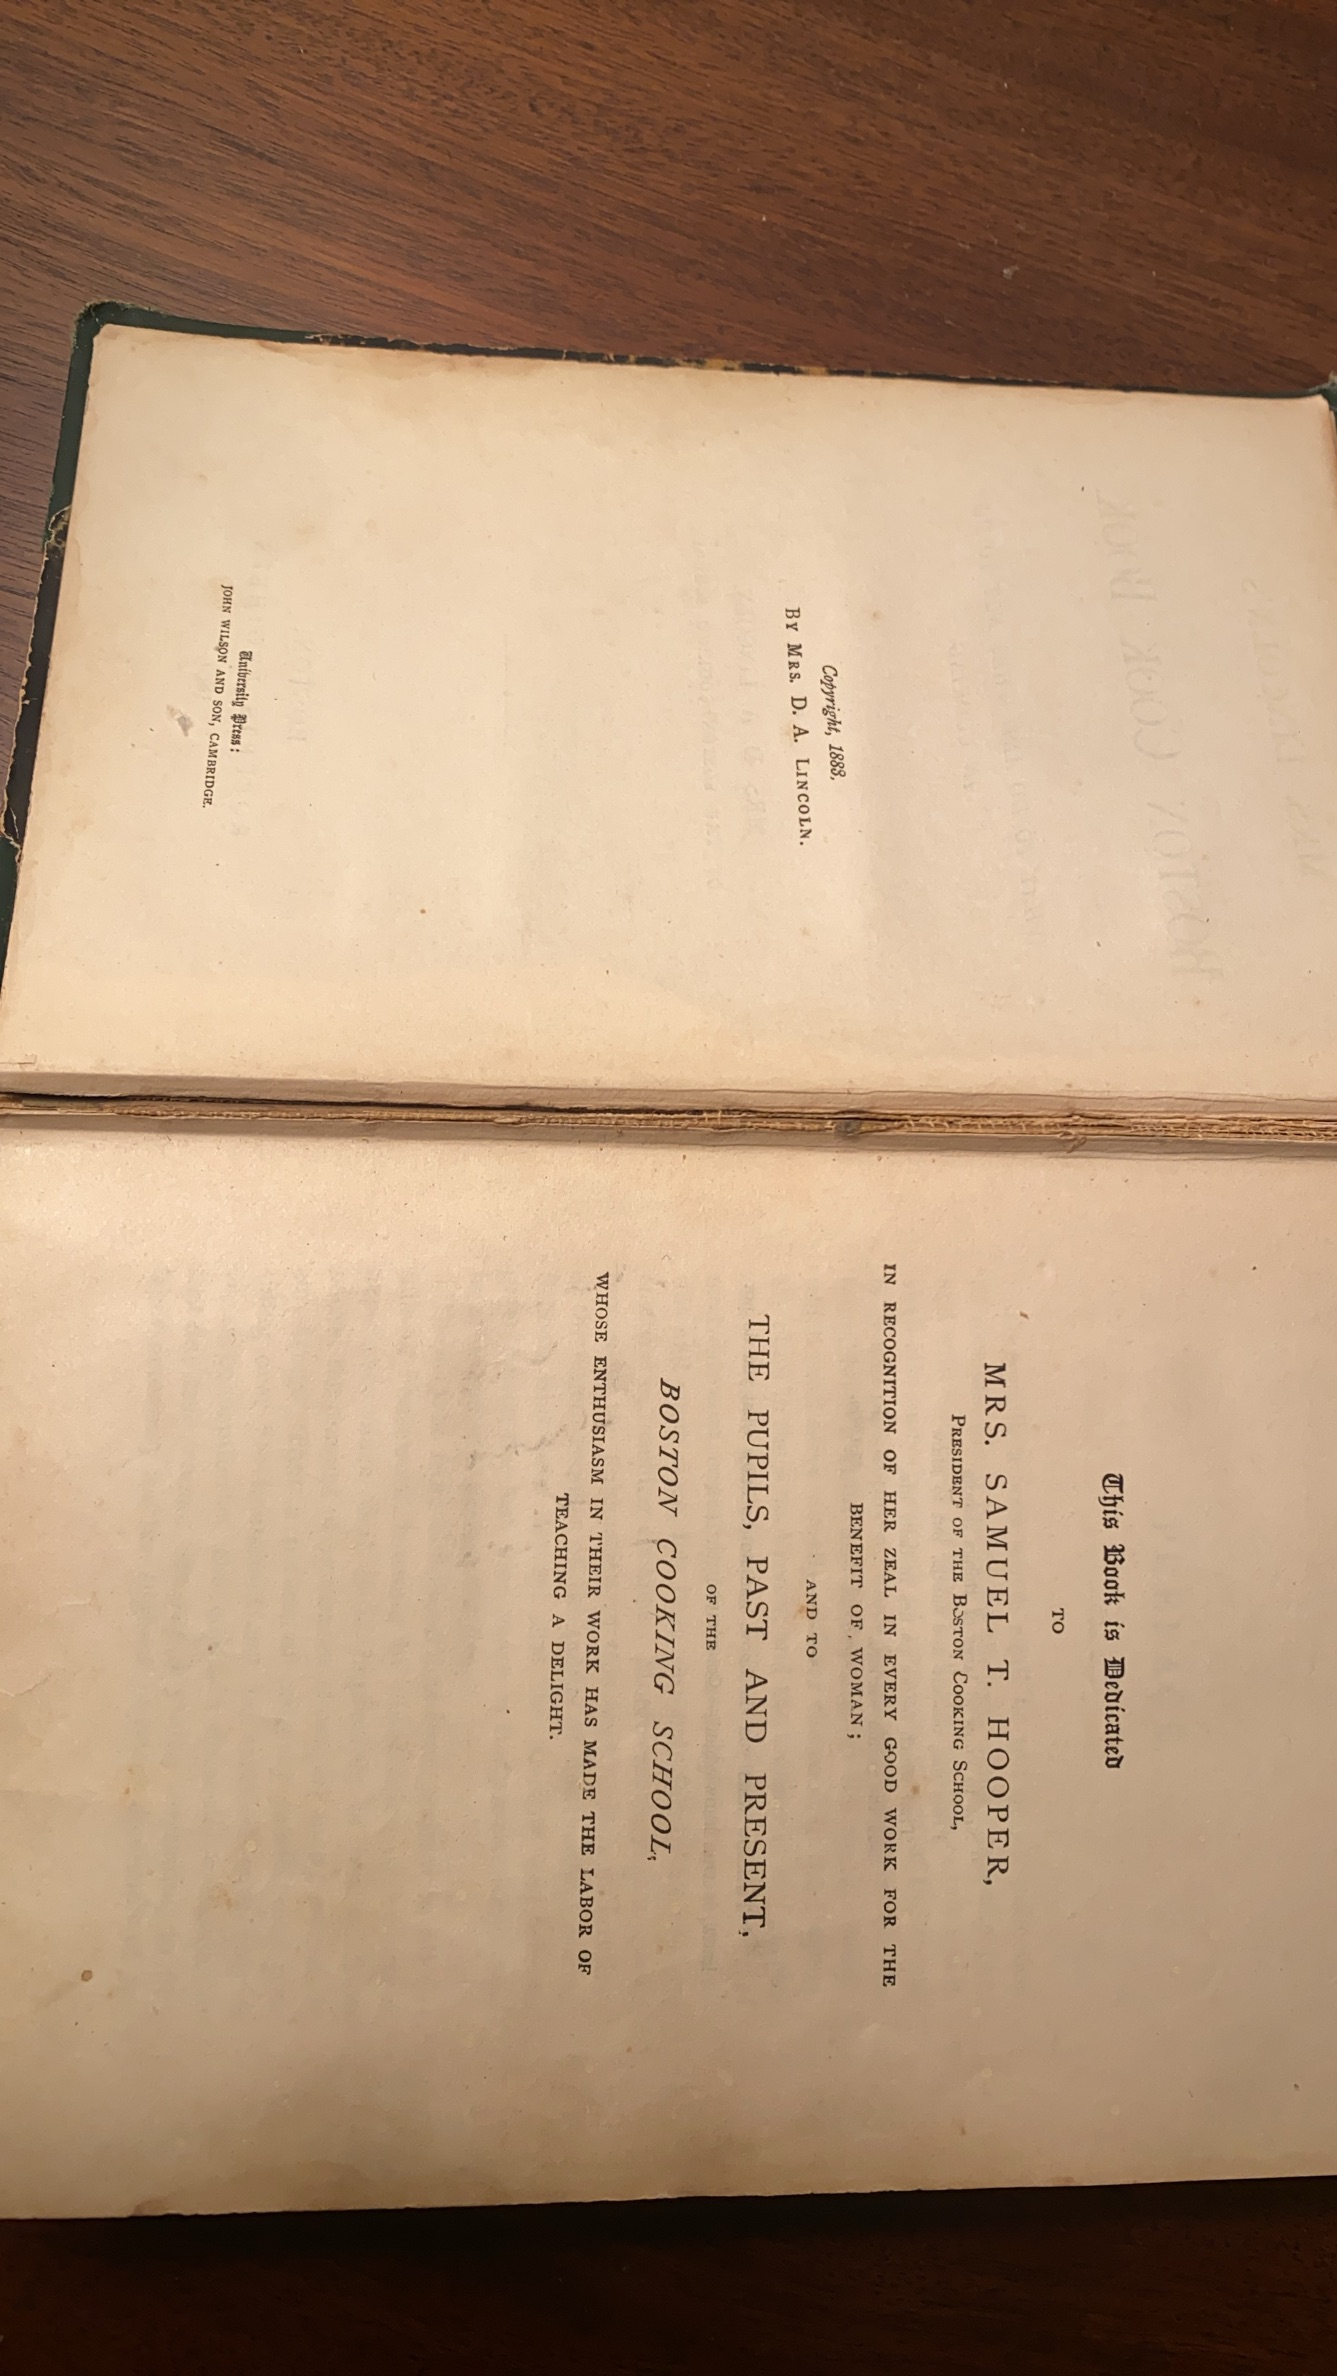 Copyright, 1883,
BY MRS. D. A. LINCOLN.
University Press:
JOHN WILSON AND SON, CAMBRIDGE.
This Book is Dedicated
TO
MRS. SAMUEL T. HOOPER,
PRESIDENT OF THE BOSTON COOKING SCHOOL,
IN RECOGNITION OF HER ZEAL IN EVERY GOOD WORK FOR THE
BENEFIT OF WOMAN;
AND TO
THE PUPILS, PAST AND PRESENT,
OF THE
BOSTON COOKING SCHOOL,
WHOSE ENTHUSIASM IN THEIR WORK HAS MADE THE LABOR OF
TEACHING A DELIGHT.